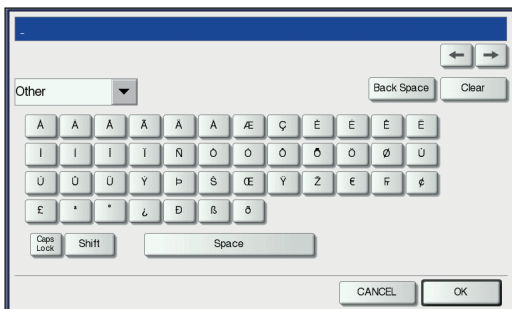 _
← →
Other
Back Space
Clear
À Á Â Ã Ä Å Æ Ç È É Ê Ë
Ì Í Î Ï Ñ Ò Ó Ô Õ Ö Ø Ù
Ú Û Ü Ý Þ Š Œ Ÿ Ž € ₣ ¢
£ ª º ¿ Ð ß ð
Caps
Lock
Shift
Space
CANCEL
OK